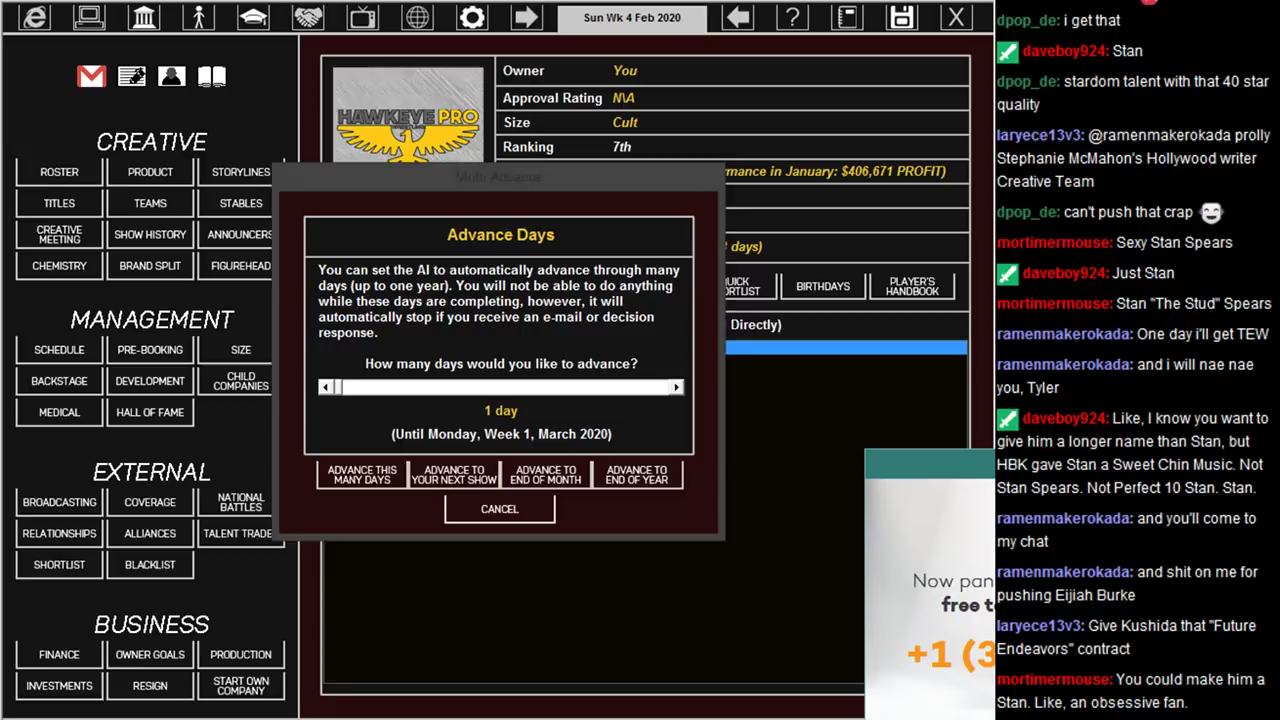 Sun Wk 4 Feb 2020
?
X
CREATIVE
ROSTER
PRODUCT
STORYLINES
TITLES
TEAMS
STABLES
CREATIVE
MEETING
SHOW HISTORY
ANNOUNCERS
CHEMISTRY
BRAND SPLIT
FIGUREHEAD
MANAGEMENT
SCHEDULE
PRE-BOOKING
SIZE
BACKSTAGE
DEVELOPMENT
CHILD
COMPANIES
MEDICAL
HALL OF FAME
EXTERNAL
BROADCASTING
COVERAGE
NATIONAL
BATTLES
RELATIONSHIPS
ALLIANCES
TALENT TRADE
SHORTLIST
BLACKLIST
BUSINESS
FINANCE
OWNER GOALS
PRODUCTION
INVESTMENTS
RESIGN
START OWN
COMPANY
HAWKEYE PRO
Owner You
Approval Rating N\A
Size Cult
Ranking 7th
mance in January: $406,671 PROFIT)
days)
BIRTHDAYS
PLAYER'S
HANDBOOK
Directly)
Multi Advance
Advance Days
You can set the AI to automatically advance through many
days (up to one year). You will not be able to do anything
while these days are completing, however, it will
automatically stop if you receive an e-mail or decision
response.
How many days would you like to advance?
1 day
(Until Monday, Week 1, March 2020)
ADVANCE THIS
MANY DAYS
ADVANCE TO
YOUR NEXT SHOW
ADVANCE TO
END OF MONTH
ADVANCE TO
END OF YEAR
CANCEL
Now pan
free t
+1 (3
dpop_de: i get that
daveboy924: Stan
dpop_de: stardom talent with that 40 star
quality
laryece13v3: @ramenmakerokada prolly
Stephanie McMahon's Hollywood writer
Creative Team
dpop_de: can't push that crap
mortimermouse: Sexy Stan Spears
daveboy924: Just Stan
mortimermouse: Stan "The Stud" Spears
ramenmakerokada: One day i'll get TEW
ramenmakerokada: and i will nae nae
you, Tyler
daveboy924: Like, I know you want to
give him a longer name than Stan, but
HBK gave Stan a Sweet Chin Music. Not
Stan Spears. Not Perfect 10 Stan. Stan.
ramenmakerokada: and you'll come to
my chat
ramenmakerokada: and shit on me for
pushing Eijiah Burke
laryece13v3: Give Kushida that "Future
Endeavors" contract
mortimermouse: You could make him a
Stan. Like, an obsessive fan.